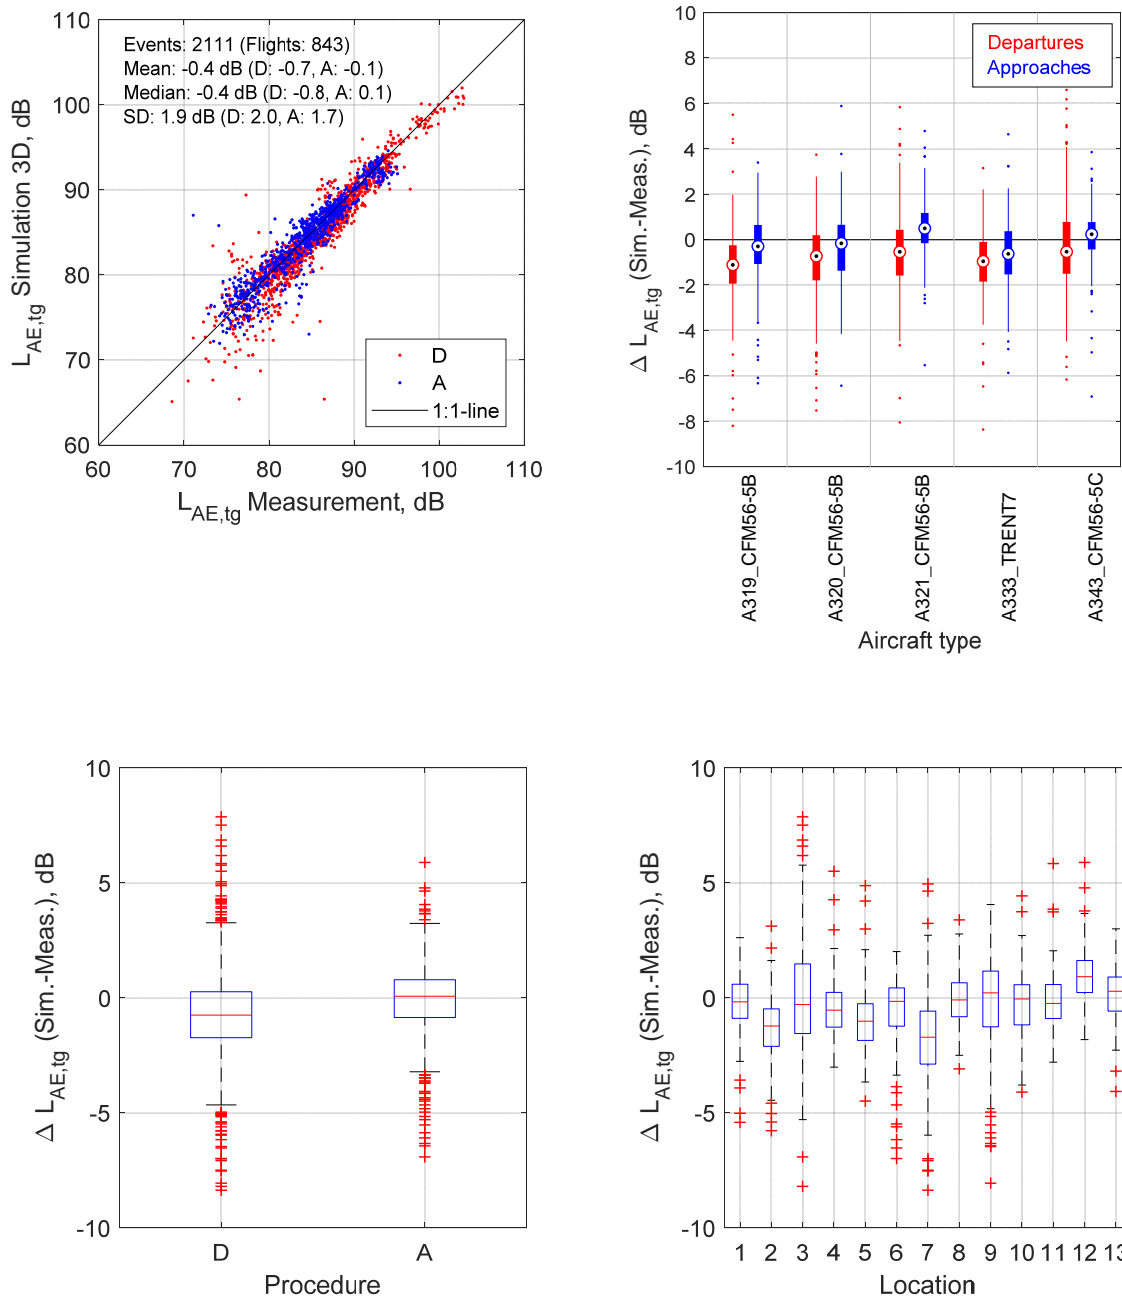 110
100
90
80
70
60
60
70
80
90
100
110
L_AE,tg Simulation 3D, dB
L_AE,tg Measurement, dB
Events: 2111 (Flights: 843)
Mean: -0.4 dB (D: -0.7, A: -0.1)
Median: -0.4 dB (D: -0.8, A: 0.1)
SD: 1.9 dB (D: 2.0, A: 1.7)
D
A
1:1-line
10
8
6
4
2
0
-2
-4
-6
-8
-10
Δ L_AE,tg (Sim.-Meas.), dB
Departures
Approaches
A319_CFM56-5B
A320_CFM56-5B
A321_CFM56-5B
A333_TRENT7
A343_CFM56-5C
Aircraft type
10
5
0
-5
-10
Δ L_AE,tg (Sim.-Meas.), dB
D
A
Procedure
10
5
0
-5
-10
Δ L_AE,tg (Sim.-Meas.), dB
1 2 3 4 5 6 7 8 9 10 11 12 13
Location